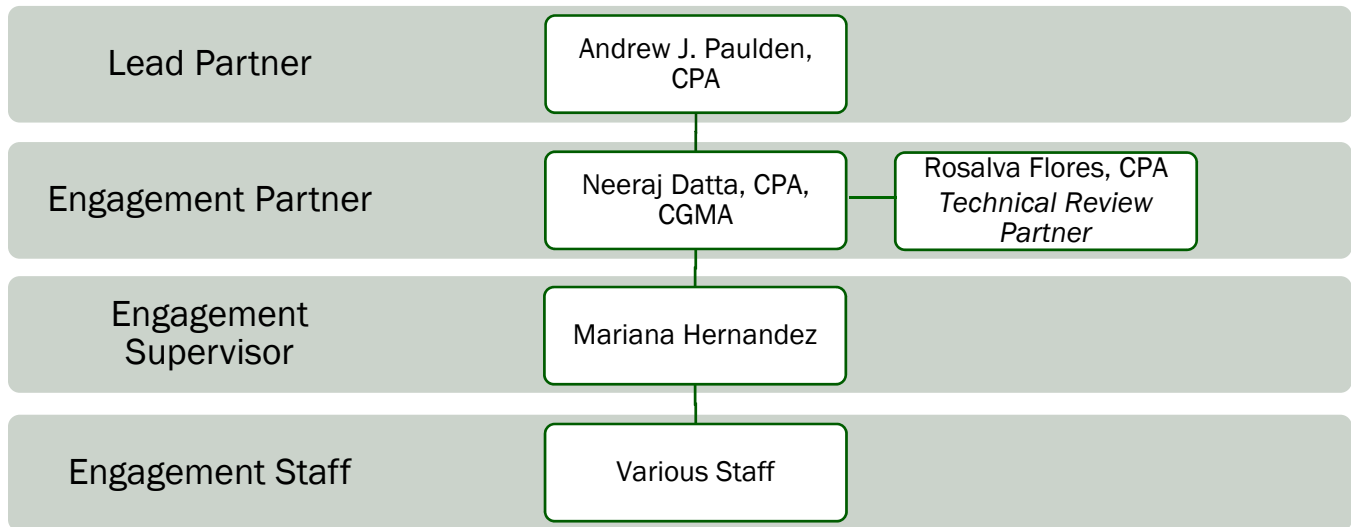 Lead Partner
Andrew J. Paulden,
CPA
Engagement Partner
Neeraj Datta, CPA,
CGMA
Rosalva Flores, CPA
Technical Review
Partner
Engagement
Supervisor
Mariana Hernandez
Engagement Staff
Various Staff